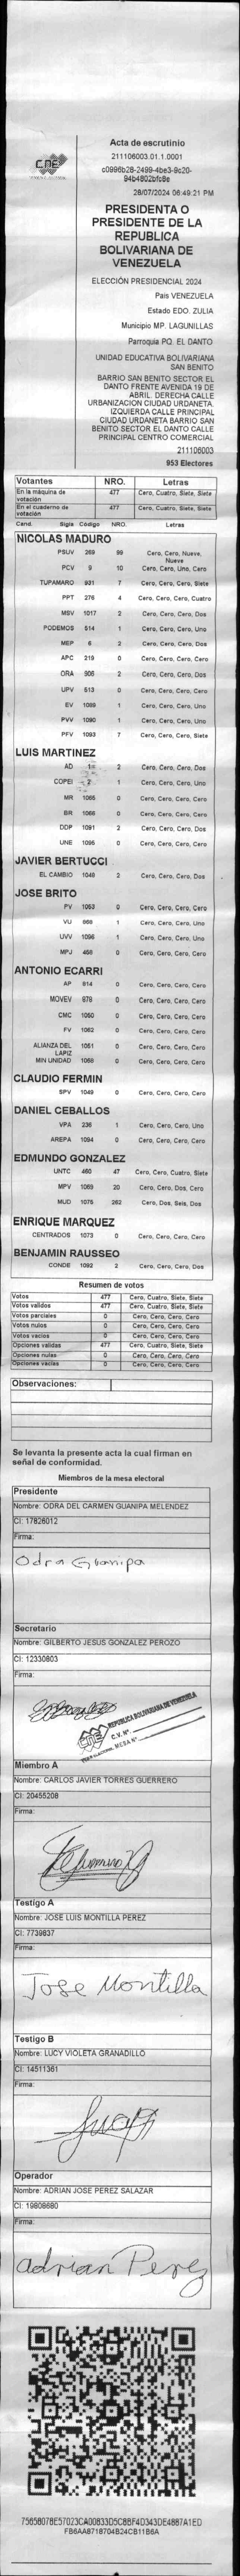 CNE
Acta de escrutinio
211106003.01.1.0001
c0996b28-2499-4be3-9c20-
94b4802bfc8e
28/07/2024 06:49:21 PM
PRESIDENTA O
PRESIDENTE DE LA
REPUBLICA
BOLIVARIANA DE
VENEZUELA
ELECCIÓN PRESIDENCIAL 2024
Pais VENEZUELA
Estado EDO. ZULIA
Municipio MP. LAGUNILLAS
Parroquia PQ. EL DANTO
UNIDAD EDUCATIVA BOLIVARIANA
SAN BENITO
BARRIO SAN BENITO SECTOR EL
DANTO FRENTE AVENIDA 19 DE
ABRIL. DERECHA CALLE
URBANIZACION CIUDAD URDANETA.
IZQUIERDA CALLE PRINCIPAL
CIUDAD URDANETA BARRIO SAN
BENITO SECTOR EL DANTO CALLE
PRINCIPAL CENTRO COMERCIAL
211106003
953 Electores
Votantes NRO. Letras
En la máquina de votación 477 Cero, Cuatro, Siete, Siete
En el cuaderno de votación 477 Cero, Cuatro, Siete, Siete
Cand. Sigla Código NRO. Letras
NICOLAS MADURO
PSUV 269 99 Cero, Cero, Nueve, Nueve
PCV 9 10 Cero, Cero, Uno, Cero
TUPAMARO 931 7 Cero, Cero, Cero, Siete
PPT 276 4 Cero, Cero, Cero, Cuatro
MSV 1017 2 Cero, Cero, Cero, Dos
PODEMOS 514 1 Cero, Cero, Cero, Uno
MEP 6 2 Cero, Cero, Cero, Dos
APC 219 0 Cero, Cero, Cero, Cero
ORA 906 2 Cero, Cero, Cero, Dos
UPV 513 0 Cero, Cero, Cero, Cero
EV 1089 1 Cero, Cero, Cero, Uno
PVV 1090 1 Cero, Cero, Cero, Uno
PFV 1093 7 Cero, Cero, Cero, Siete
LUIS MARTINEZ
AD 1 2 Cero, Cero, Cero, Dos
COPEI 2 1 Cero, Cero, Cero, Uno
MR 1065 0 Cero, Cero, Cero, Cero
BR 1066 0 Cero, Cero, Cero, Cero
DDP 1091 2 Cero, Cero, Cero, Dos
UNE 1095 0 Cero, Cero, Cero, Cero
JAVIER BERTUCCI
EL CAMBIO 1048 2 Cero, Cero, Cero, Dos
JOSE BRITO
PV 1053 0 Cero, Cero, Cero, Cero
VU 868 1 Cero, Cero, Cero, Uno
UVV 1096 1 Cero, Cero, Cero, Uno
MPJ 458 0 Cero, Cero, Cero, Cero
ANTONIO ECARRI
AP 814 0 Cero, Cero, Cero, Cero
MOVEV 878 0 Cero, Cero, Cero, Cero
CMC 1050 0 Cero, Cero, Cero, Cero
FV 1062 0 Cero, Cero, Cero, Cero
ALIANZA DEL LAPIZ 1051 0 Cero, Cero, Cero, Cero
MIN UNIDAD 1068 0 Cero, Cero, Cero, Cero
CLAUDIO FERMIN
SPV 1049 0 Cero, Cero, Cero, Cero
DANIEL CEBALLOS
VPA 236 1 Cero, Cero, Cero, Uno
AREPA 1094 0 Cero, Cero, Cero, Cero
EDMUNDO GONZALEZ
UNTC 460 47 Cero, Cero, Cuatro, Siete
MPV 1069 20 Cero, Cero, Dos, Cero
MUD 1075 262 Cero, Dos, Seis, Dos
ENRIQUE MARQUEZ
CENTRADOS 1073 0 Cero, Cero, Cero, Cero
BENJAMIN RAUSSEO
CONDE 1092 2 Cero, Cero, Cero, Dos
Resumen de votos
Votos 477 Cero, Cuatro, Siete, Siete
Votos validos 477 Cero, Cuatro, Siete, Siete
Votos parciales 0 Cero, Cero, Cero, Cero
Votos nulos 0 Cero, Cero, Cero, Cero
Votos vacios 0 Cero, Cero, Cero, Cero
Opciones validas 477 Cero, Cuatro, Siete, Siete
Opciones nulas 0 Cero, Cero, Cero, Cero
Opciones vacias 0 Cero, Cero, Cero, Cero
Observaciones:
Se levanta la presente acta la cual firman en
señal de conformidad.
Miembros de la mesa electoral
Presidente
Nombre: ODRA DEL CARMEN GUANIPA MELENDEZ
CI: 17826012
Firma:
Odra Guanipa
Secretario
Nombre: GILBERTO JESUS GONZALEZ PEROZO
CI: 12330803
Firma:
REPUBLICA BOLIVARIANA DE VENEZUELA
CNE C.V. Nº.
MESA Nº
Miembro A
Nombre: CARLOS JAVIER TORRES GUERRERO
CI: 20455208
Firma:
Testigo A
Nombre: JOSE LUIS MONTILLA PEREZ
CI: 7739837
Firma:
Jose Montilla
Testigo B
Nombre: LUCY VIOLETA GRANADILLO
CI: 14511361
Firma:
Operador
Nombre: ADRIAN JOSE PEREZ SALAZAR
CI: 19808680
Firma:
adrian Perez
75658078E57023CA00833D5C8BF4D343DE4887A1ED
FB6AA8718704B24CB11B6A